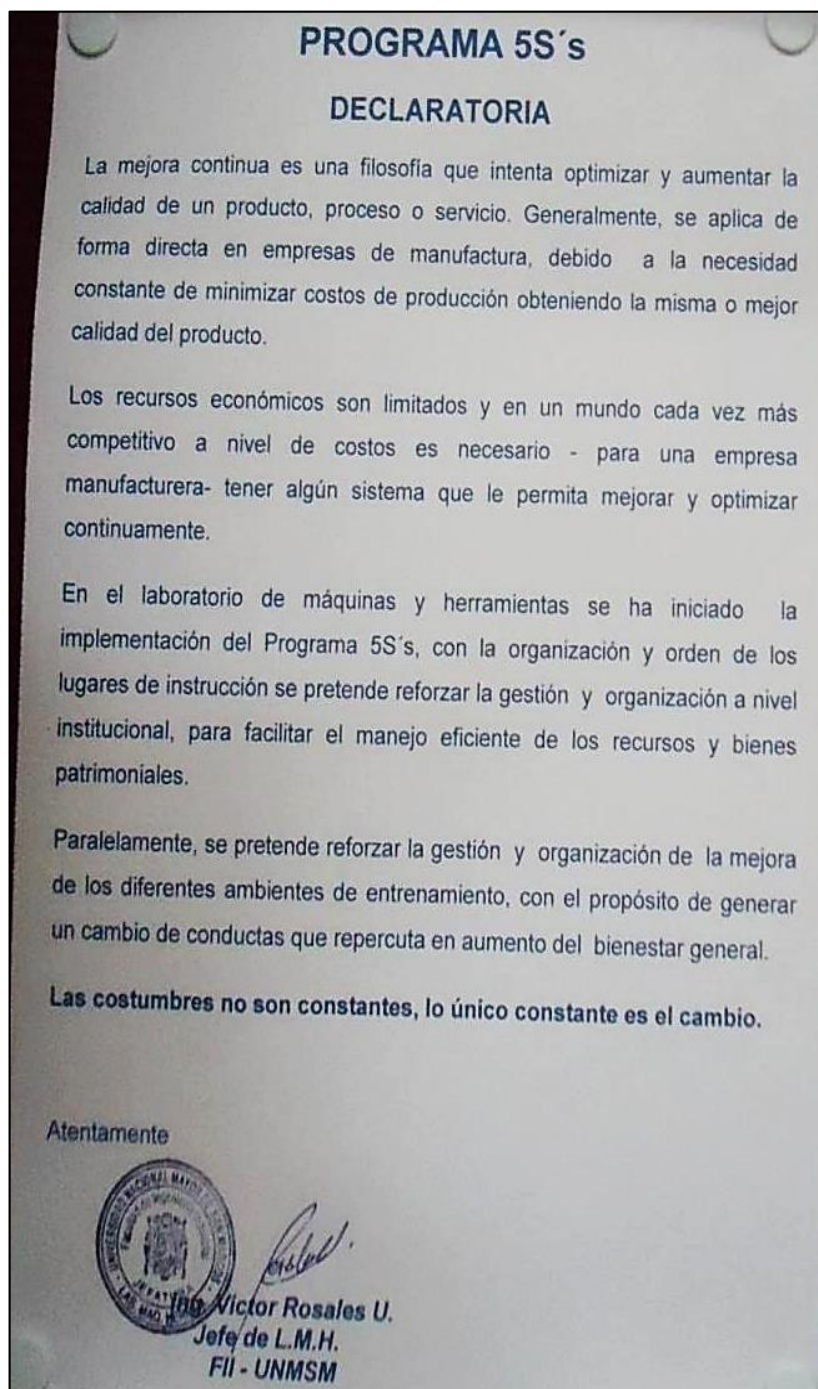 PROGRAMA 5S´s
DECLARATORIA
La mejora continua es una filosofía que intenta optimizar y aumentar la
calidad de un producto, proceso o servicio. Generalmente, se aplica de
forma directa en empresas de manufactura, debido a la necesidad
constante de minimizar costos de producción obteniendo la misma o mejor
calidad del producto.
Los recursos económicos son limitados y en un mundo cada vez más
competitivo a nivel de costos es necesario - para una empresa
manufacturera- tener algún sistema que le permita mejorar y optimizar
continuamente.
En el laboratorio de máquinas y herramientas se ha iniciado la
implementación del Programa 5S´s, con la organización y orden de los
lugares de instrucción se pretende reforzar la gestión y organización a nivel
institucional, para facilitar el manejo eficiente de los recursos y bienes
patrimoniales.
Paralelamente, se pretende reforzar la gestión y organización de la mejora
de los diferentes ambientes de entrenamiento, con el propósito de generar
un cambio de conductas que repercuta en aumento del bienestar general.
Las costumbres no son constantes, lo único constante es el cambio.
Atentamente
UNIVERSIDAD NACIONAL MAYOR
JEFATURA
Ing. Victor Rosales U.
Jefe de L.M.H.
FII - UNMSM